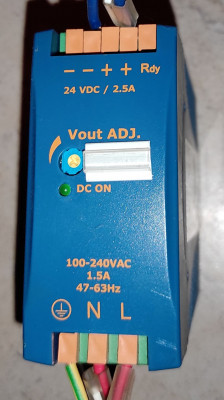 − − + + Rdy
24 VDC / 2.5A
Vout ADJ.
DC ON
100-240VAC
1.5A
47-63Hz
N L